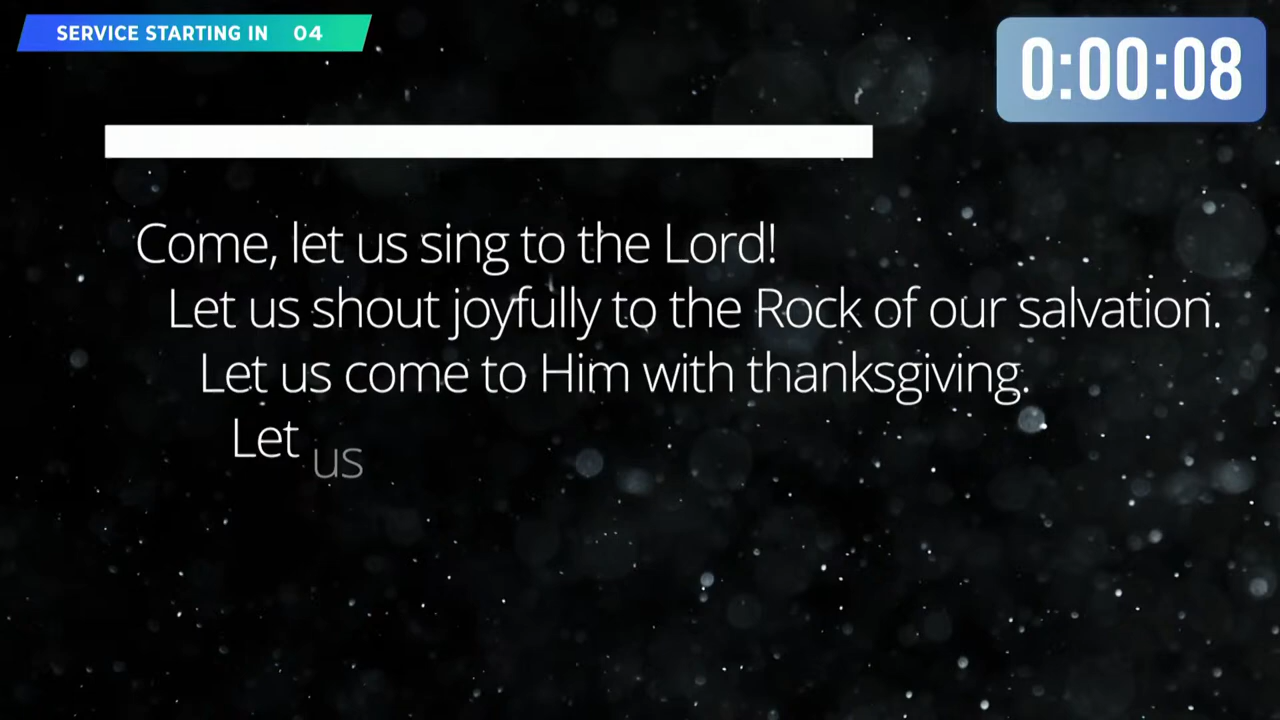 SERVICE STARTING IN 04
0:00:08
Come, let us sing to the Lord!
Let us shout joyfully to the Rock of our salvation.
Let us come to Him with thanksgiving.
Let us